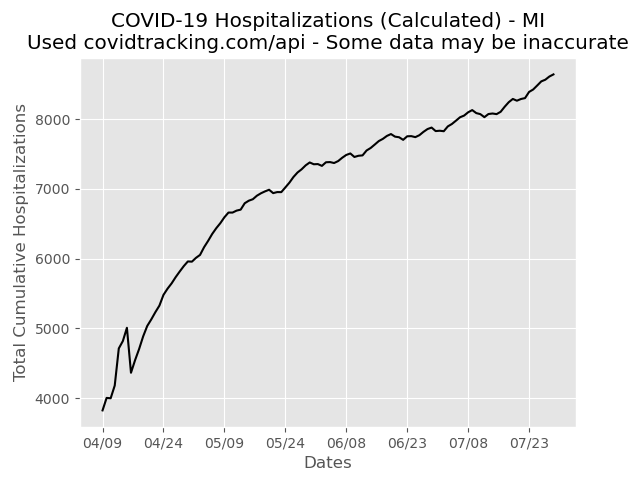 COVID-19 Hospitalizations (Calculated) - MI
Used covidtracking.com/api - Some data may be inaccurate
Total Cumulative Hospitalizations
8000
7000
6000
5000
4000
04/09 04/24 05/09 05/24 06/08 06/23 07/08 07/23
Dates